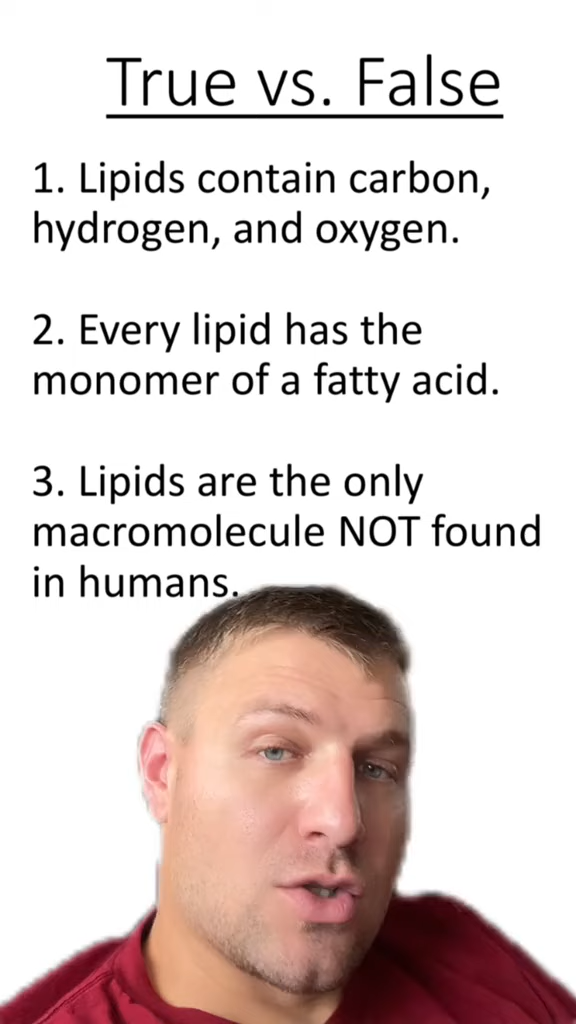 True vs. False
1. Lipids contain carbon,
hydrogen, and oxygen.
2. Every lipid has the
monomer of a fatty acid.
3. Lipids are the only
macromolecule NOT found
in humans.